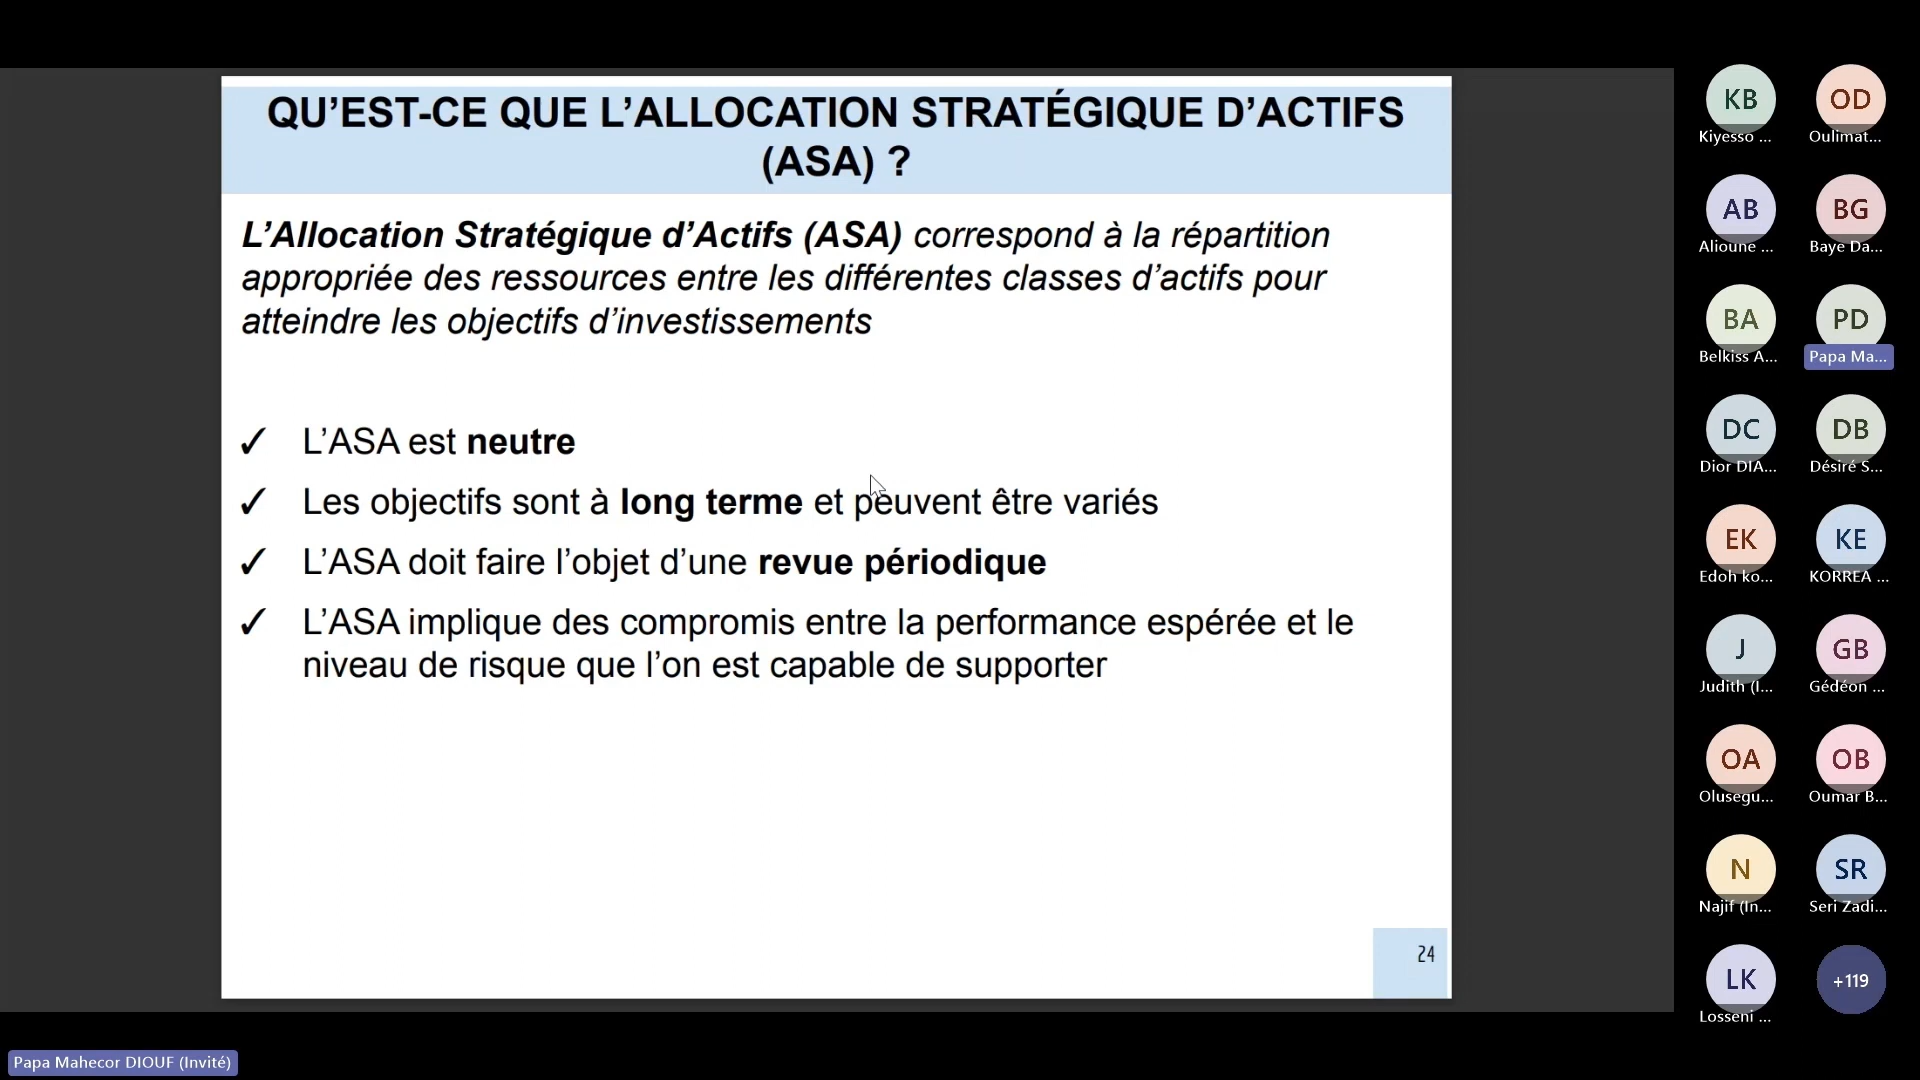 QU’EST-CE QUE L’ALLOCATION STRATÉGIQUE D’ACTIFS
(ASA) ?
L’Allocation Stratégique d’Actifs (ASA) correspond à la répartition
appropriée des ressources entre les différentes classes d’actifs pour
atteindre les objectifs d’investissements
✓ L’ASA est neutre
✓ Les objectifs sont à long terme et peuvent être variés
✓ L’ASA doit faire l’objet d’une revue périodique
✓ L’ASA implique des compromis entre la performance espérée et le
niveau de risque que l’on est capable de supporter
24
KB
Kiyesso ...
OD
Oulimat...
AB
Alioune ...
BG
Baye Da...
BA
Belkiss A...
PD
Papa Ma...
DC
Dior DIA...
DB
Désiré S...
EK
Edoh ko...
KE
KORREA ...
J
Judith (I...
GB
Gédéon ...
OA
Olusegu...
OB
Oumar B...
N
Najif (In...
SR
Seri Zadi...
LK
Losseni ...
+119
Papa Mahecor DIOUF (Invité)